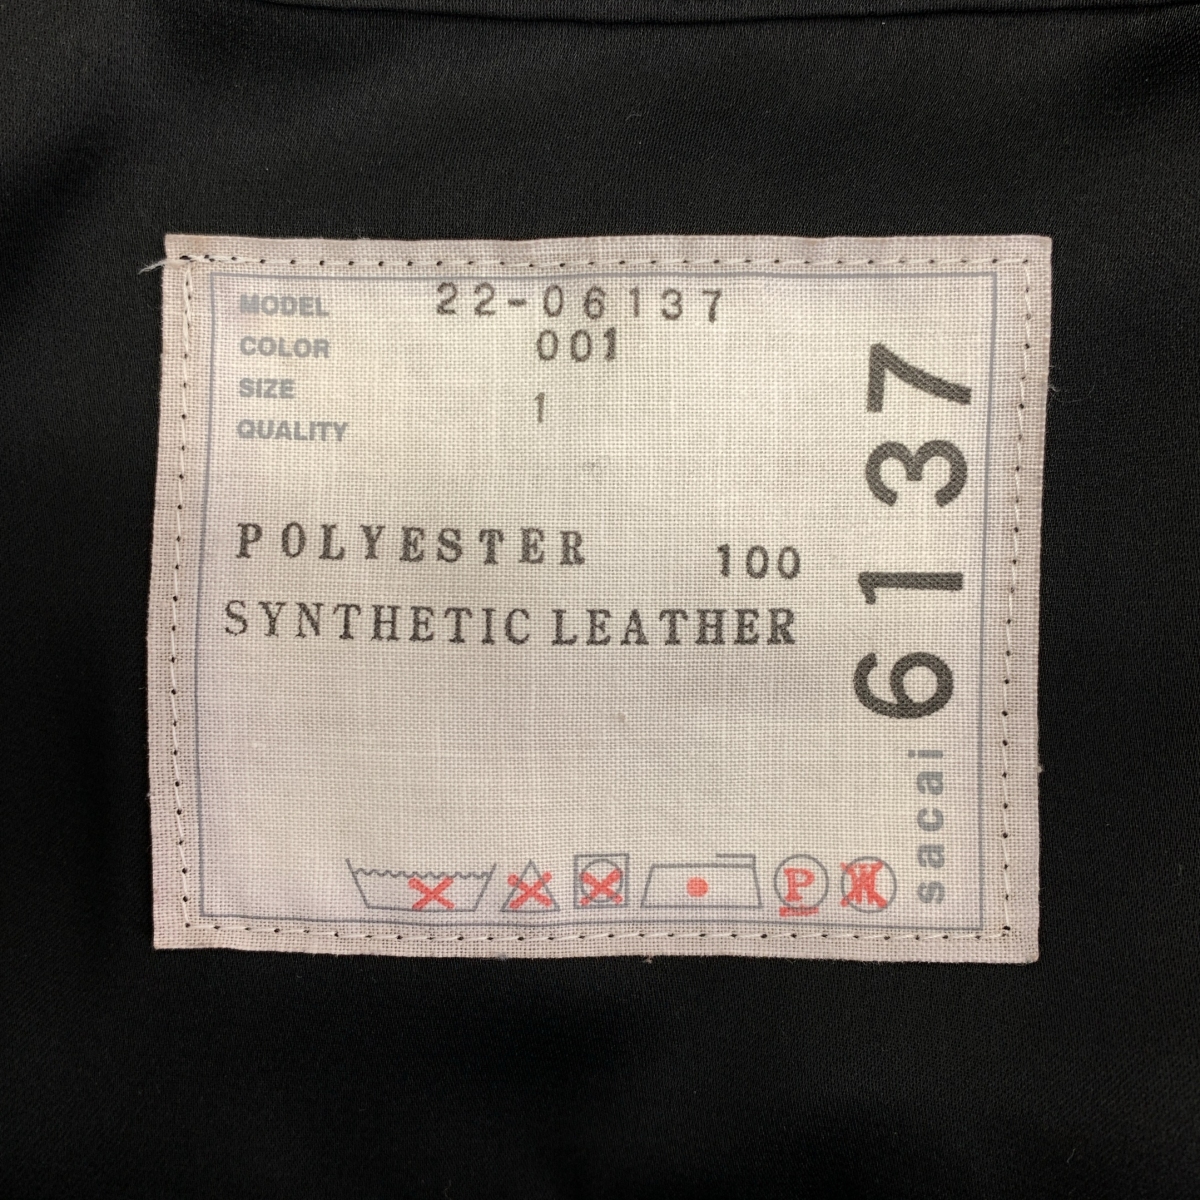 MODEL 22-06137
COLOR 001
SIZE 1
QUALITY
POLYESTER 100
SYNTHETIC LEATHER
P
sacai 6137